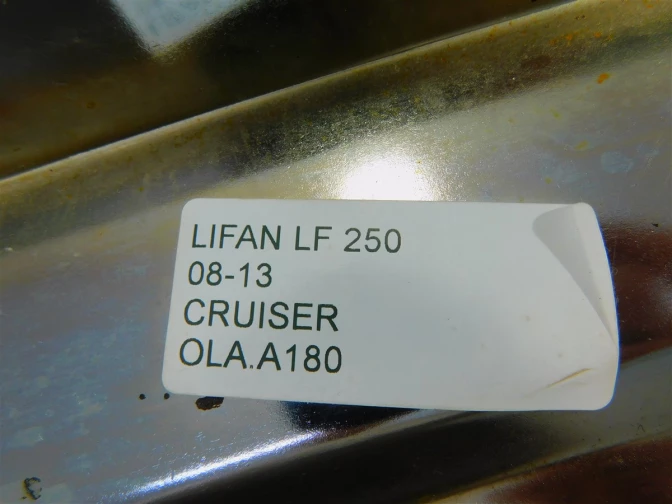 LIFAN LF 250
08-13
CRUISER
OLA.A180